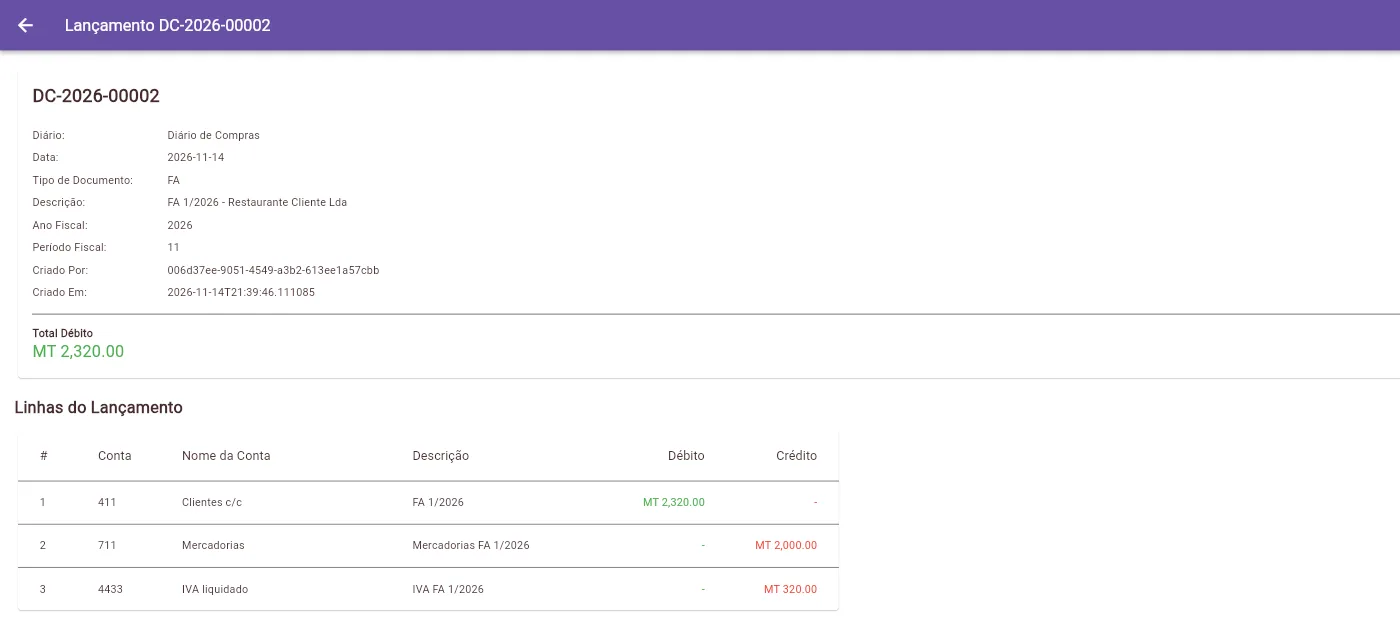 Lançamento DC-2026-00002
DC-2026-00002
Diário: Diário de Compras
Data: 2026-11-14
Tipo de Documento: FA
Descrição: FA 1/2026 - Restaurante Cliente Lda
Ano Fiscal: 2026
Período Fiscal: 11
Criado Por: 006d37ee-9051-4549-a3b2-613ee1a57cbb
Criado Em: 2026-11-14T21:39:46.111085
Total Débito
MT 2,320.00
Linhas do Lançamento
# Conta Nome da Conta Descrição Débito Crédito
1 411 Clientes c/c FA 1/2026 MT 2,320.00 -
2 711 Mercadorias Mercadorias FA 1/2026 - MT 2,000.00
3 4433 IVA liquidado IVA FA 1/2026 - MT 320.00